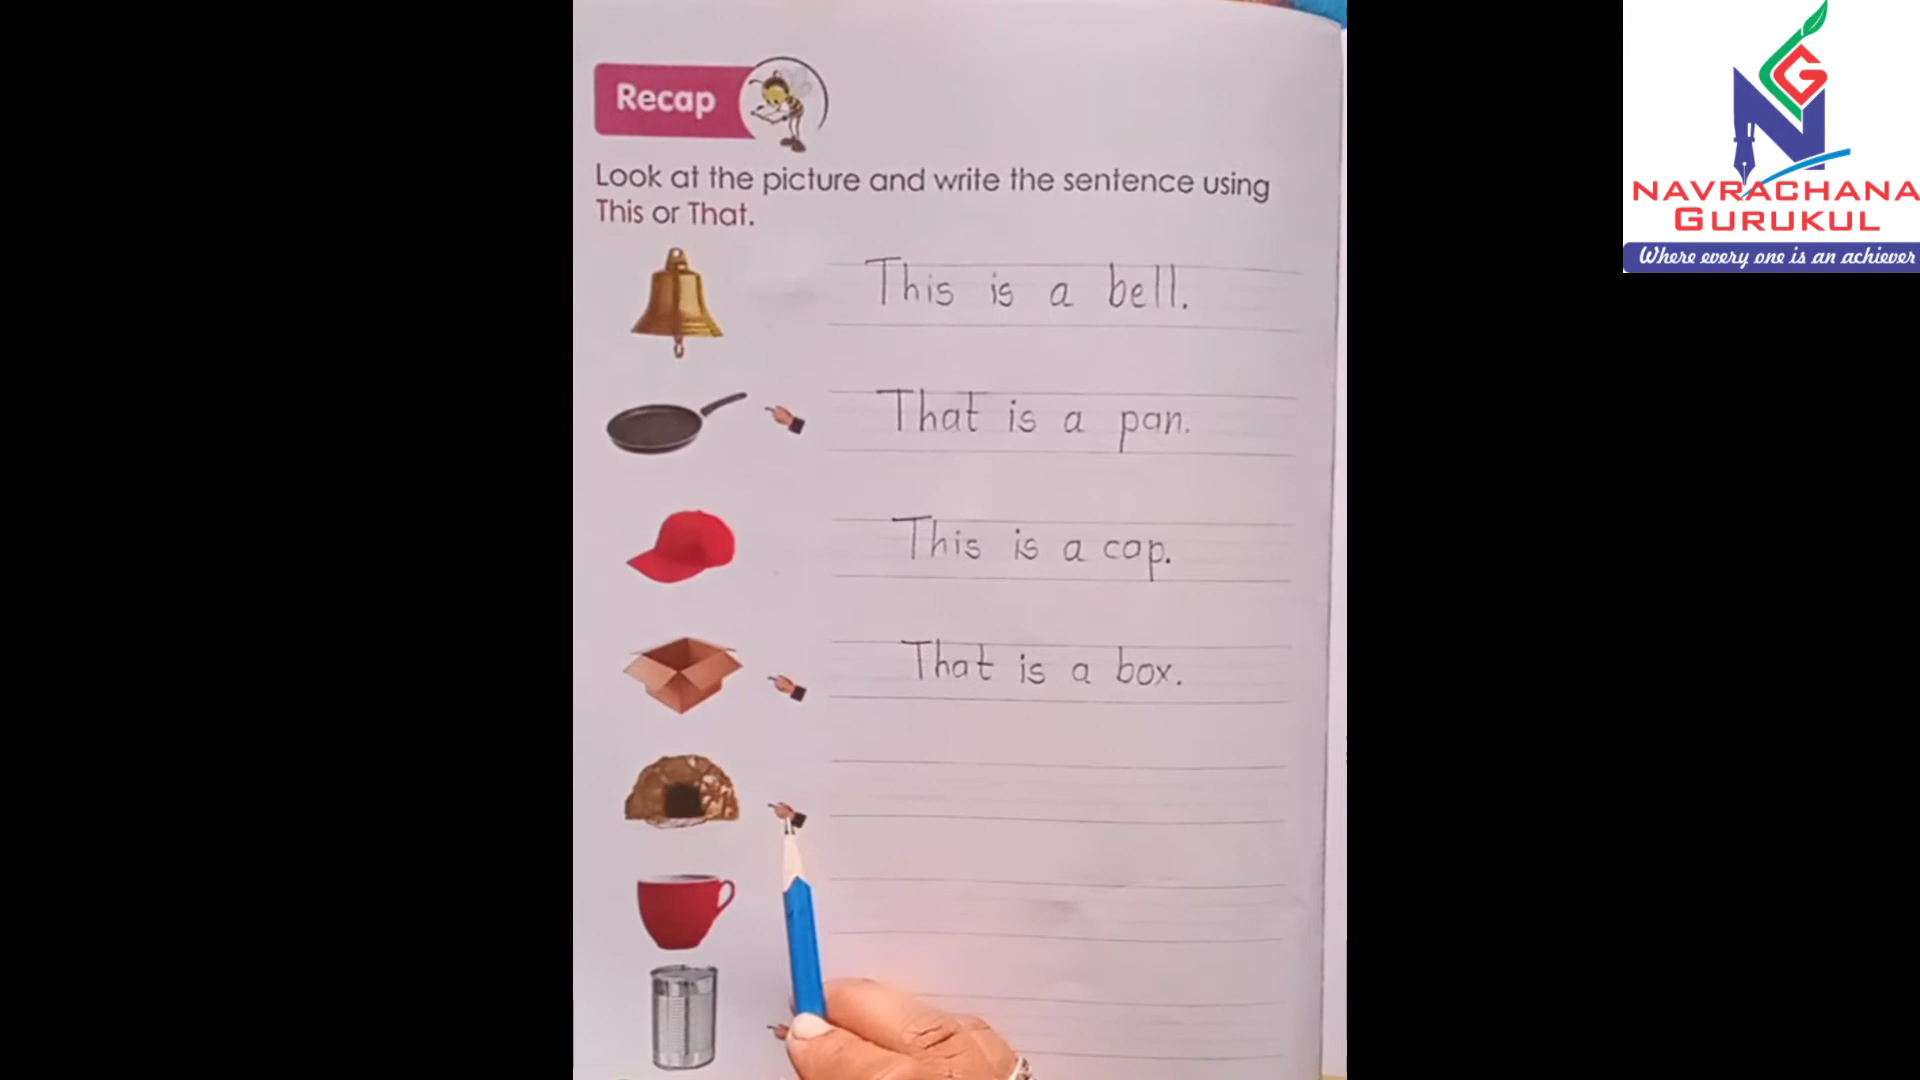 Recap
Look at the picture and write the sentence using
This or That.
This is a bell.
That is a pan.
This is a cap.
That is a box.
NAVRACHANA
GURUKUL
Where every one is an achiever